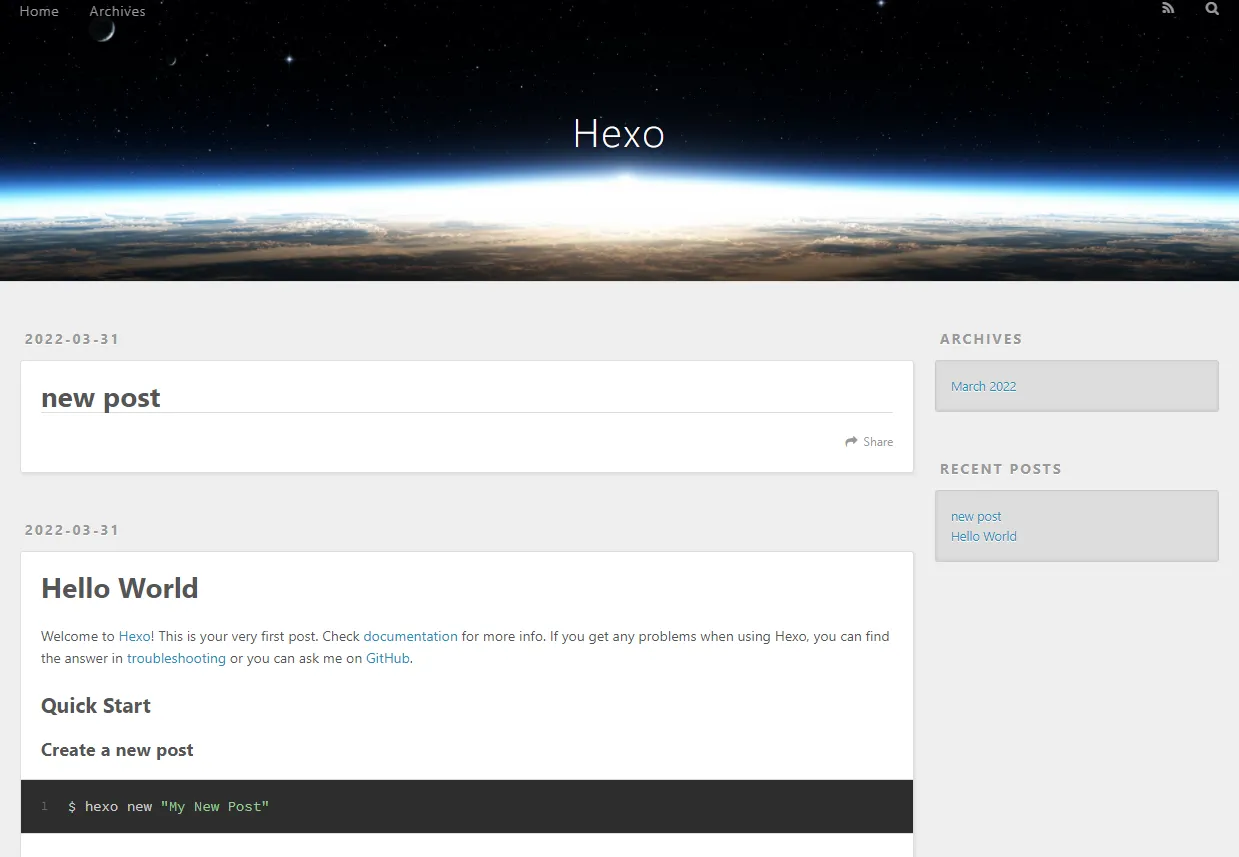 Home Archives
Hexo
2022-03-31
new post
Share
2022-03-31
Hello World
Welcome to Hexo! This is your very first post. Check documentation for more info. If you get any problems when using Hexo, you can find
the answer in troubleshooting or you can ask me on GitHub.
Quick Start
Create a new post
1 $ hexo new "My New Post"
ARCHIVES
March 2022
RECENT POSTS
new post
Hello World